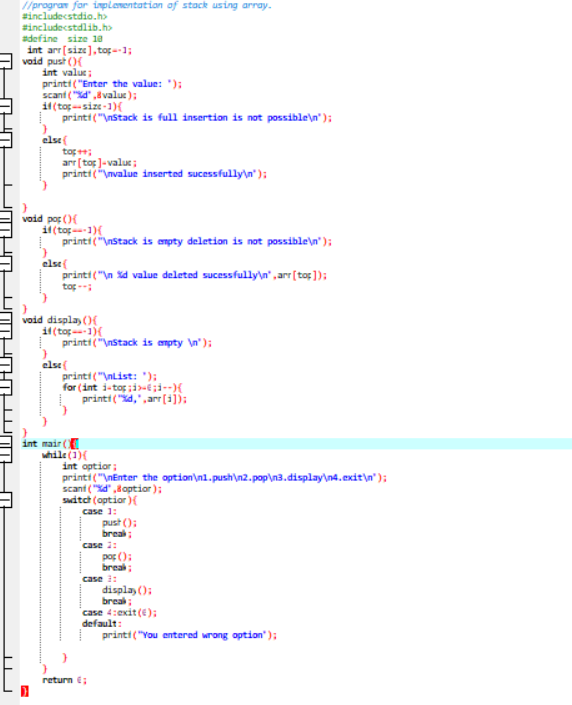 //program for implementation of stack using array.
#include<stdio.h>
#include<stdlib.h>
#define size 10
int arr[size],top=-1;
void push(){
int value;
printf("Enter the value: ");
scanf("%d",&value);
if(top==size-1){
printf("\nStack is full insertion is not possible\n");
}
else{
top++;
arr[top]=value;
printf("\nvalue inserted sucessfully\n");
}
}
void pop(){
if(top==-1){
printf("\nStack is empty deletion is not possible\n");
}
else{
printf("\n %d value deleted sucessfully\n",arr[top]);
top--;
}
}
void display(){
if(top==-1){
printf("\nStack is empty \n");
}
else{
printf("\nList: ");
for(int i=top;i>=0;i--){
printf("%d,",arr[i]);
}
}
}
int main(){
while(1){
int option;
printf("\nEnter the option\n1.push\n2.pop\n3.display\n4.exit\n");
scanf("%d",&option);
switch(option){
case 1:
push();
break;
case 2:
pop();
break;
case 3:
display();
break;
case 4:exit(0);
default:
printf("You entered wrong option");
}
}
return 0;
}